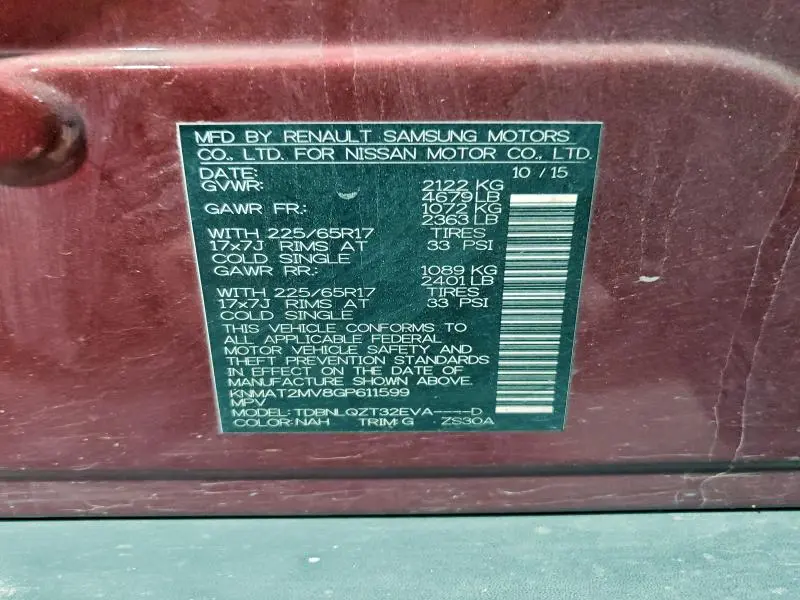 MFD BY RENAULT SAMSUNG MOTORS
CO., LTD. FOR NISSAN MOTOR CO., LTD.
DATE: 10 / 15
GVWR: 2122 KG
4679 LB
GAWR FR.: 1072 KG
2363 LB
WITH 225/65R17 TIRES
17x7J RIMS AT 33 PSI
COLD SINGLE
GAWR RR.: 1089 KG
2401 LB
WITH 225/65R17 TIRES
17x7J RIMS AT 33 PSI
COLD SINGLE
THIS VEHICLE CONFORMS TO
ALL APPLICABLE FEDERAL
MOTOR VEHICLE SAFETY AND
THEFT PREVENTION STANDARDS
IN EFFECT ON THE DATE OF
MANUFACTURE SHOWN ABOVE.
KNMAT2MV8GP611599
MPV
MODEL: TDBNLQZT32EVA----D
COLOR: NAH TRIM: G ZS30A